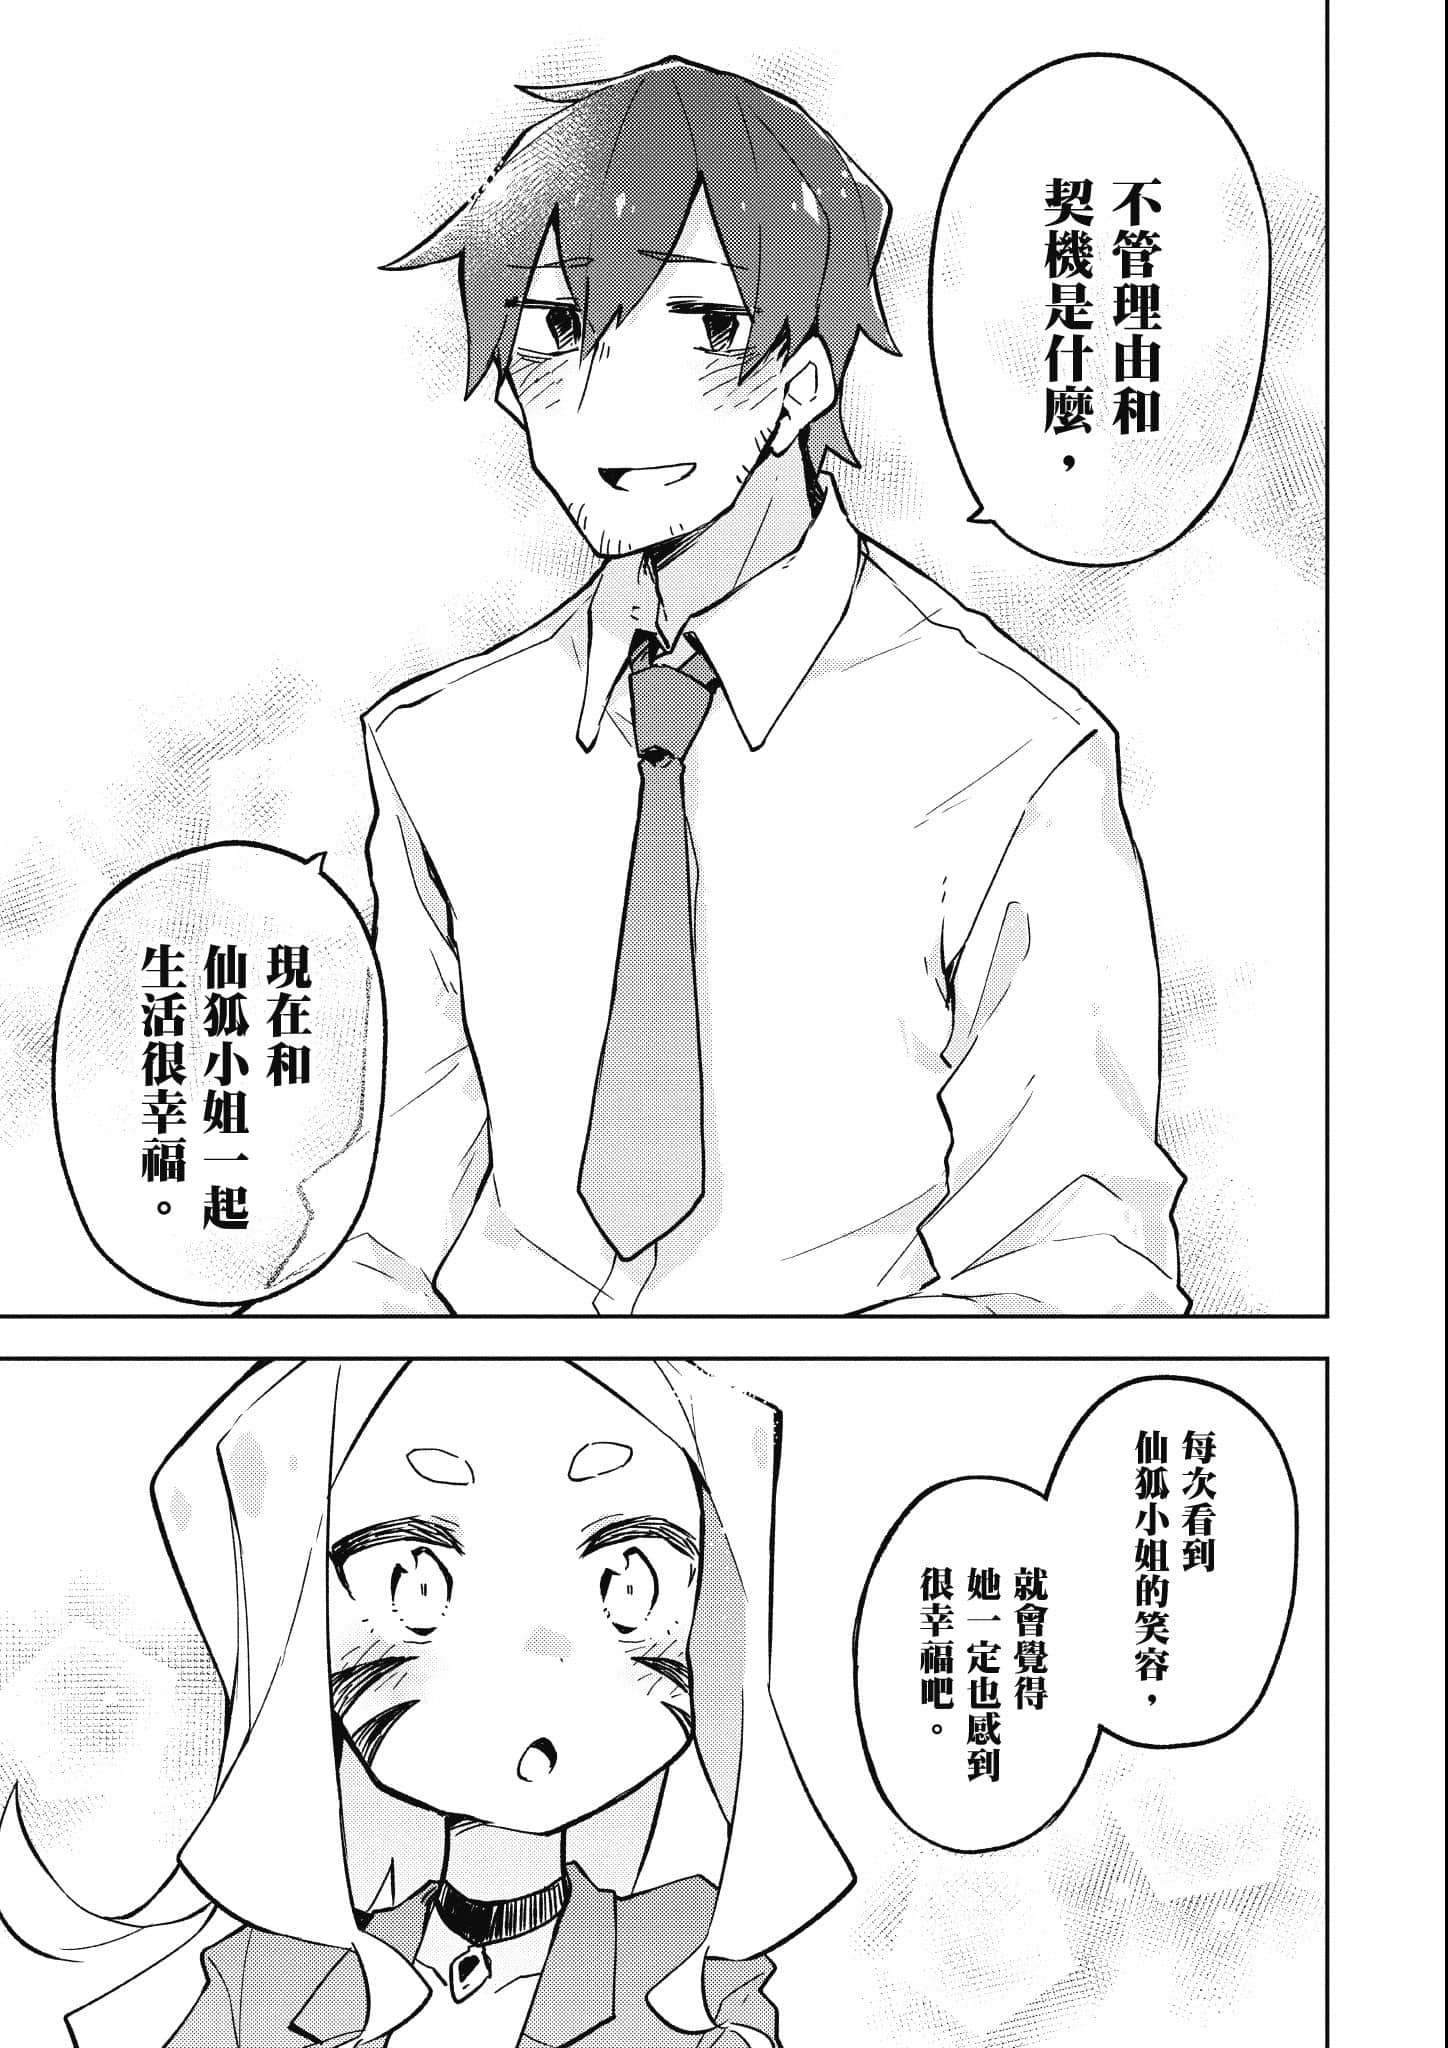 不管理由和
契機是什麼，
現在和
仙狐小姐一起
生活很幸福。
每次看到
仙狐小姐的笑容，
就會覺得
她一定也感到
很幸福吧。